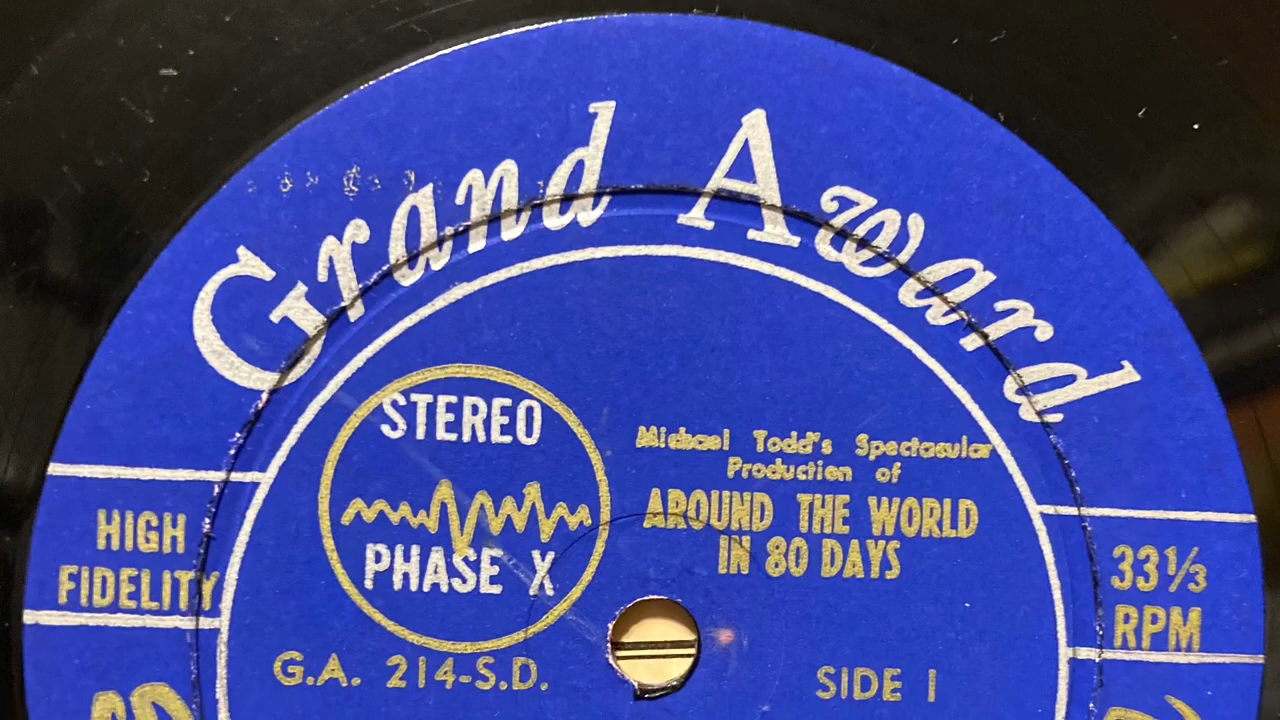 Grand Award
STEREO
PHASE X
Michael Todd's Spectacular
Production of
AROUND THE WORLD
IN 80 DAYS
HIGH
FIDELITY
33⅓
RPM
G.A. 214-S.D.
SIDE 1